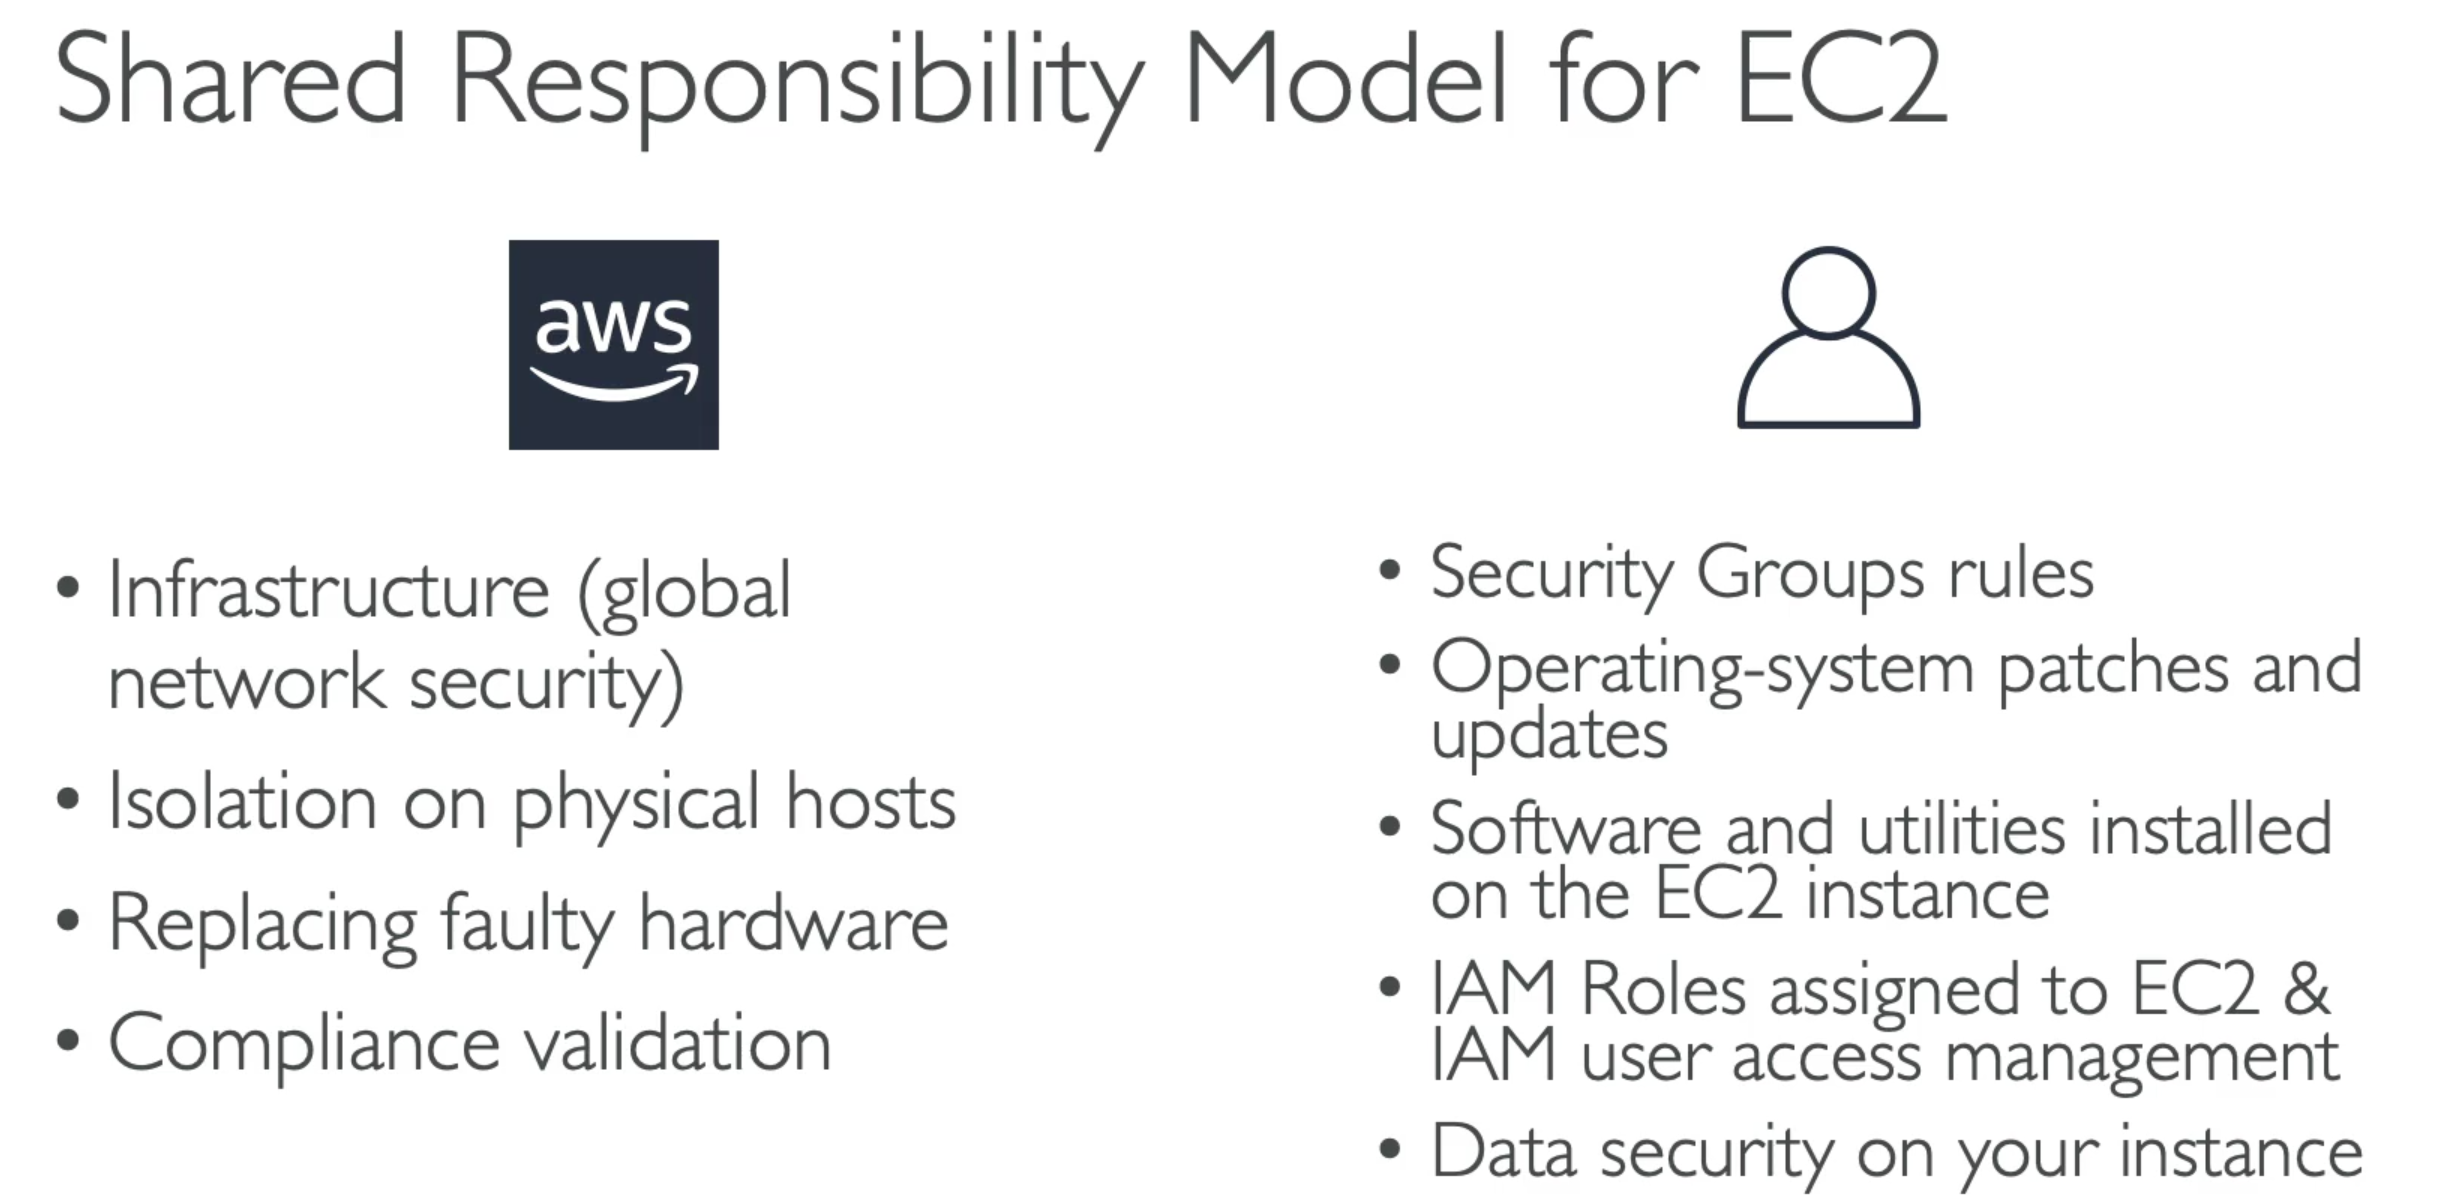 Shared Responsibility Model for EC2
aws
• Infrastructure (global
network security)
• Isolation on physical hosts
• Replacing faulty hardware
• Compliance validation
• Security Groups rules
• Operating-system patches and
updates
• Software and utilities installed
on the EC2 instance
• IAM Roles assigned to EC2 &
IAM user access management
• Data security on your instance